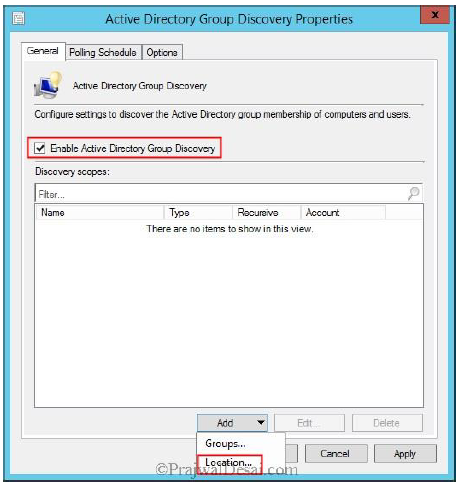 Active Directory Group Discovery Properties
x
General Polling Schedule Options
Active Directory Group Discovery
Configure settings to discover the Active Directory group membership of computers and users.
Enable Active Directory Group Discovery
Discovery scopes:
Filter...
Name Type Recursive Account
There are no items to show in this view.
Add Edit... Delete
Groups...
Location...
Cancel Apply
©PrajwalDesai.com